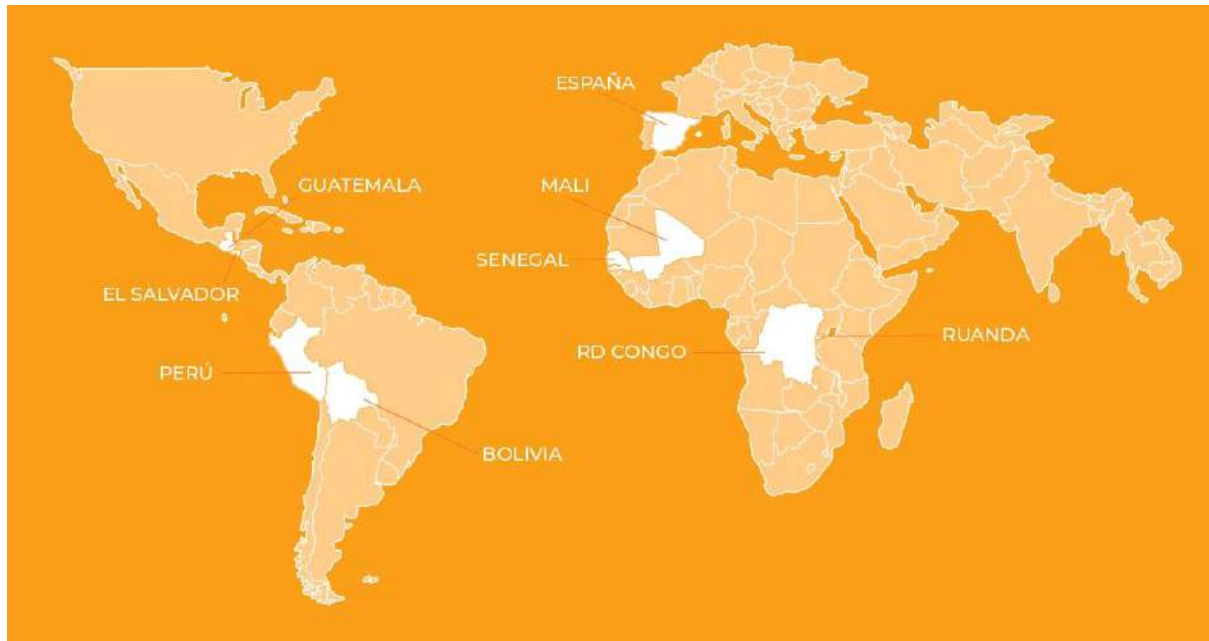 ESPAÑA
GUATEMALA
MALI
SENEGAL
EL SALVADOR
RUANDA
RD CONGO
PERÚ
BOLIVIA